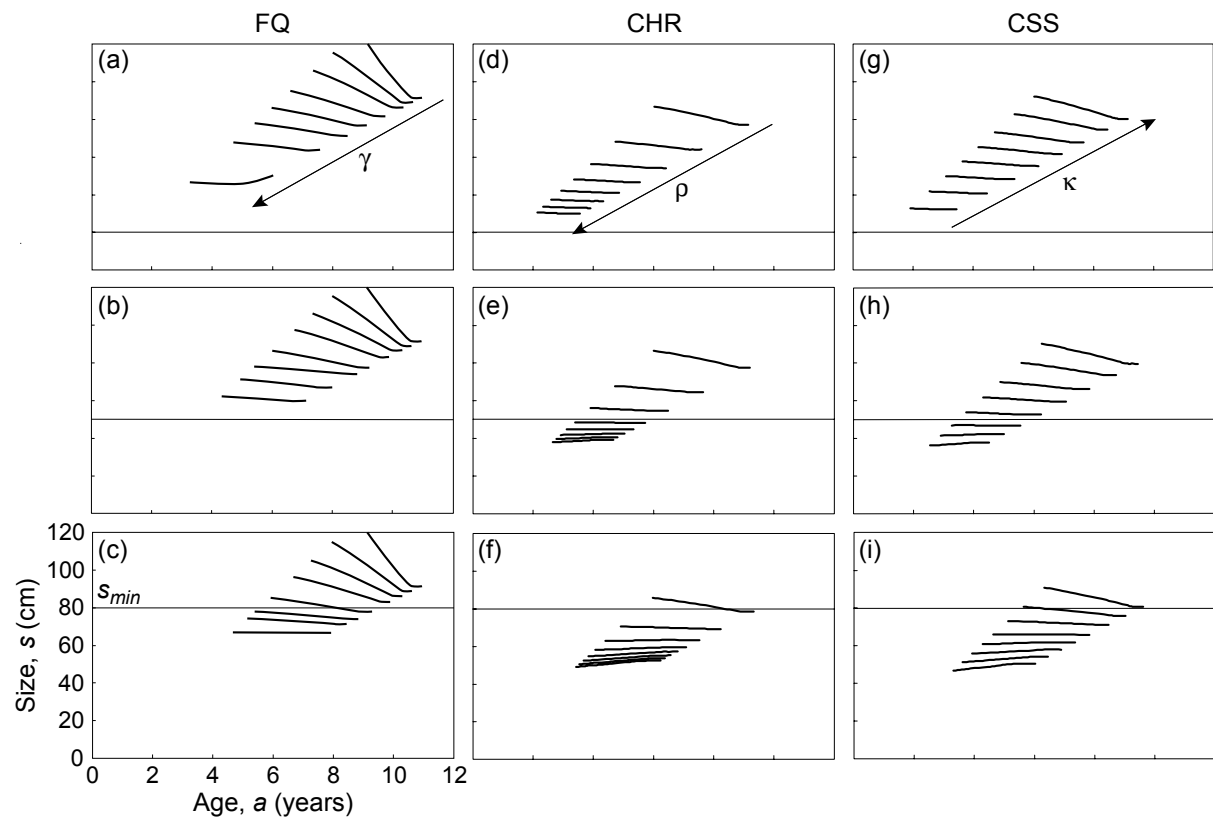 FQ CHR CSS
(a) (d) (g)
γ ρ κ
(b) (e) (h)
120 (c) (f) (i)
100
s_min
80
60
40
20
0
0 2 4 6 8 10 12
Size, s (cm)
Age, a (years)